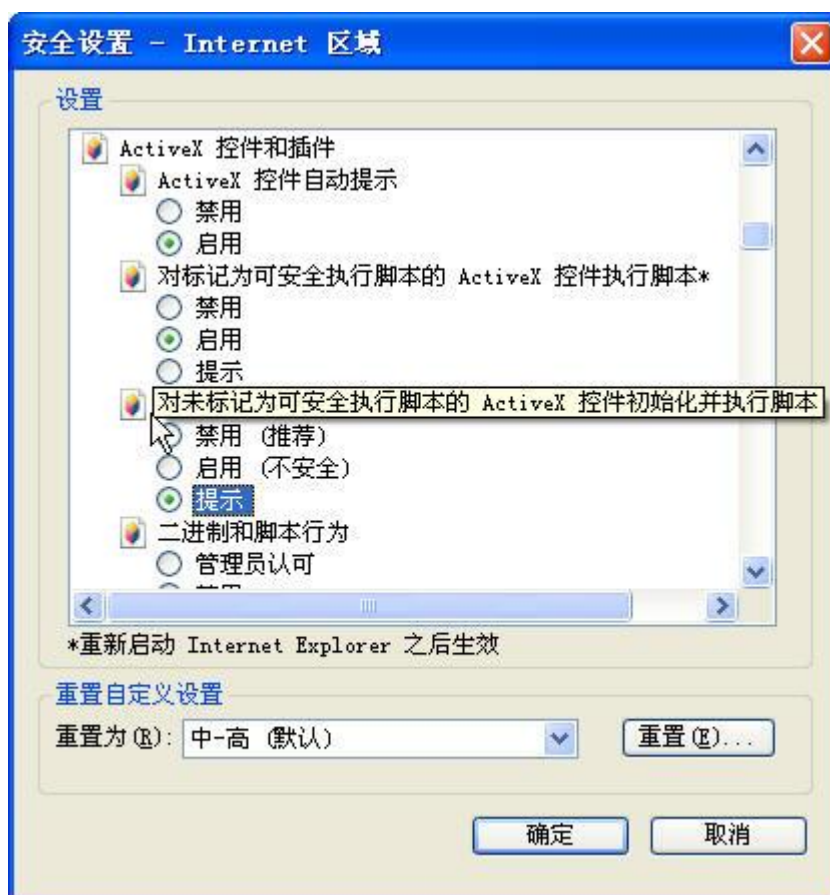 安全设置 - Internet 区域
设置
ActiveX 控件和插件
ActiveX 控件自动提示
禁用
启用
对标记为可安全执行脚本的 ActiveX 控件执行脚本*
禁用
启用
提示
对未标记为可安全执行脚本的 ActiveX 控件初始化并执行脚本
禁用 (推荐)
启用 (不安全)
提示
二进制和脚本行为
管理员认可
*重新启动 Internet Explorer 之后生效
重置自定义设置
重置为(R): 中-高 (默认) 重置(E)...
确定 取消